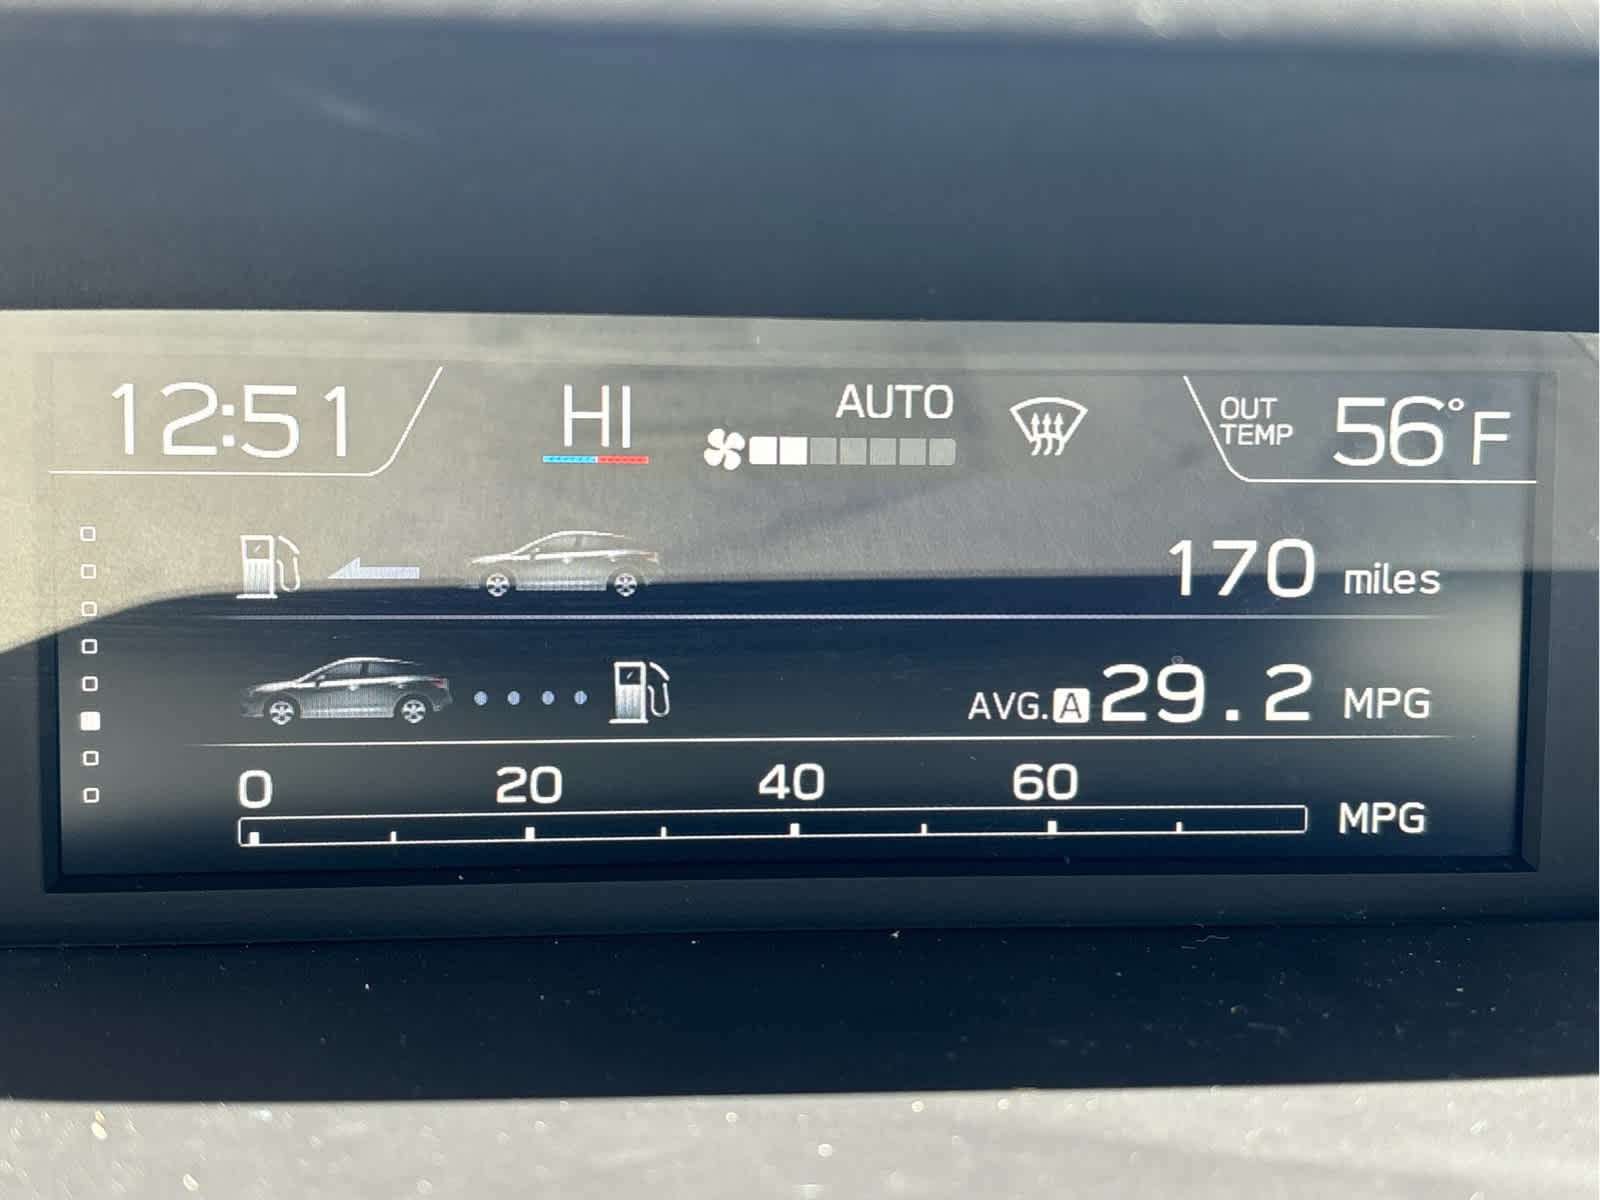 12:51
HI
AUTO
OUT
TEMP
56°F
170 miles
AVG. A 29.2 MPG
0 20 40 60
MPG